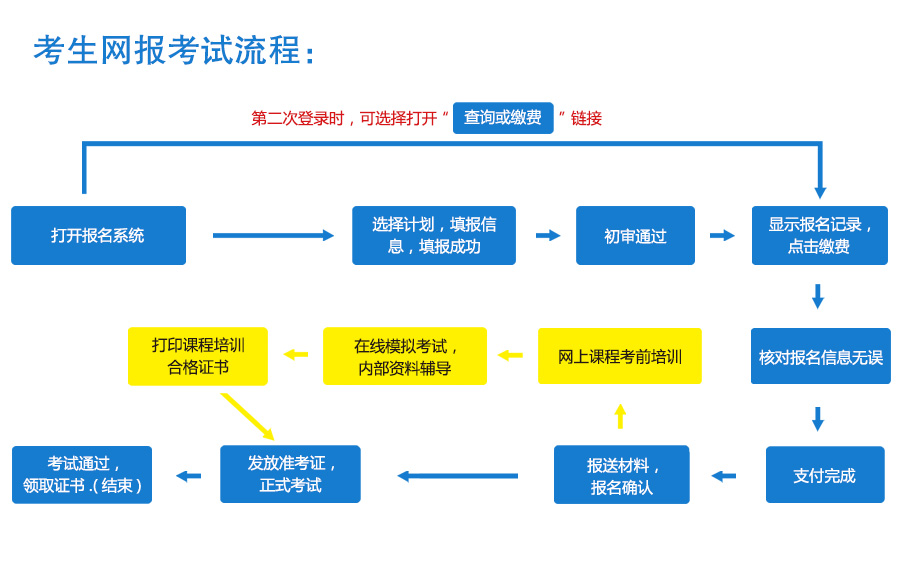 考生网报考试流程：
第二次登录时，可选择打开“ 查询或缴费 ”链接
打开报名系统
选择计划，填报信
息，填报成功
初审通过
显示报名记录，
点击缴费
打印课程培训
合格证书
在线模拟考试，
内部资料辅导
网上课程考前培训
核对报名信息无误
考试通过，
领取证书.（结束）
发放准考证，
正式考试
报送材料，
报名确认
支付完成